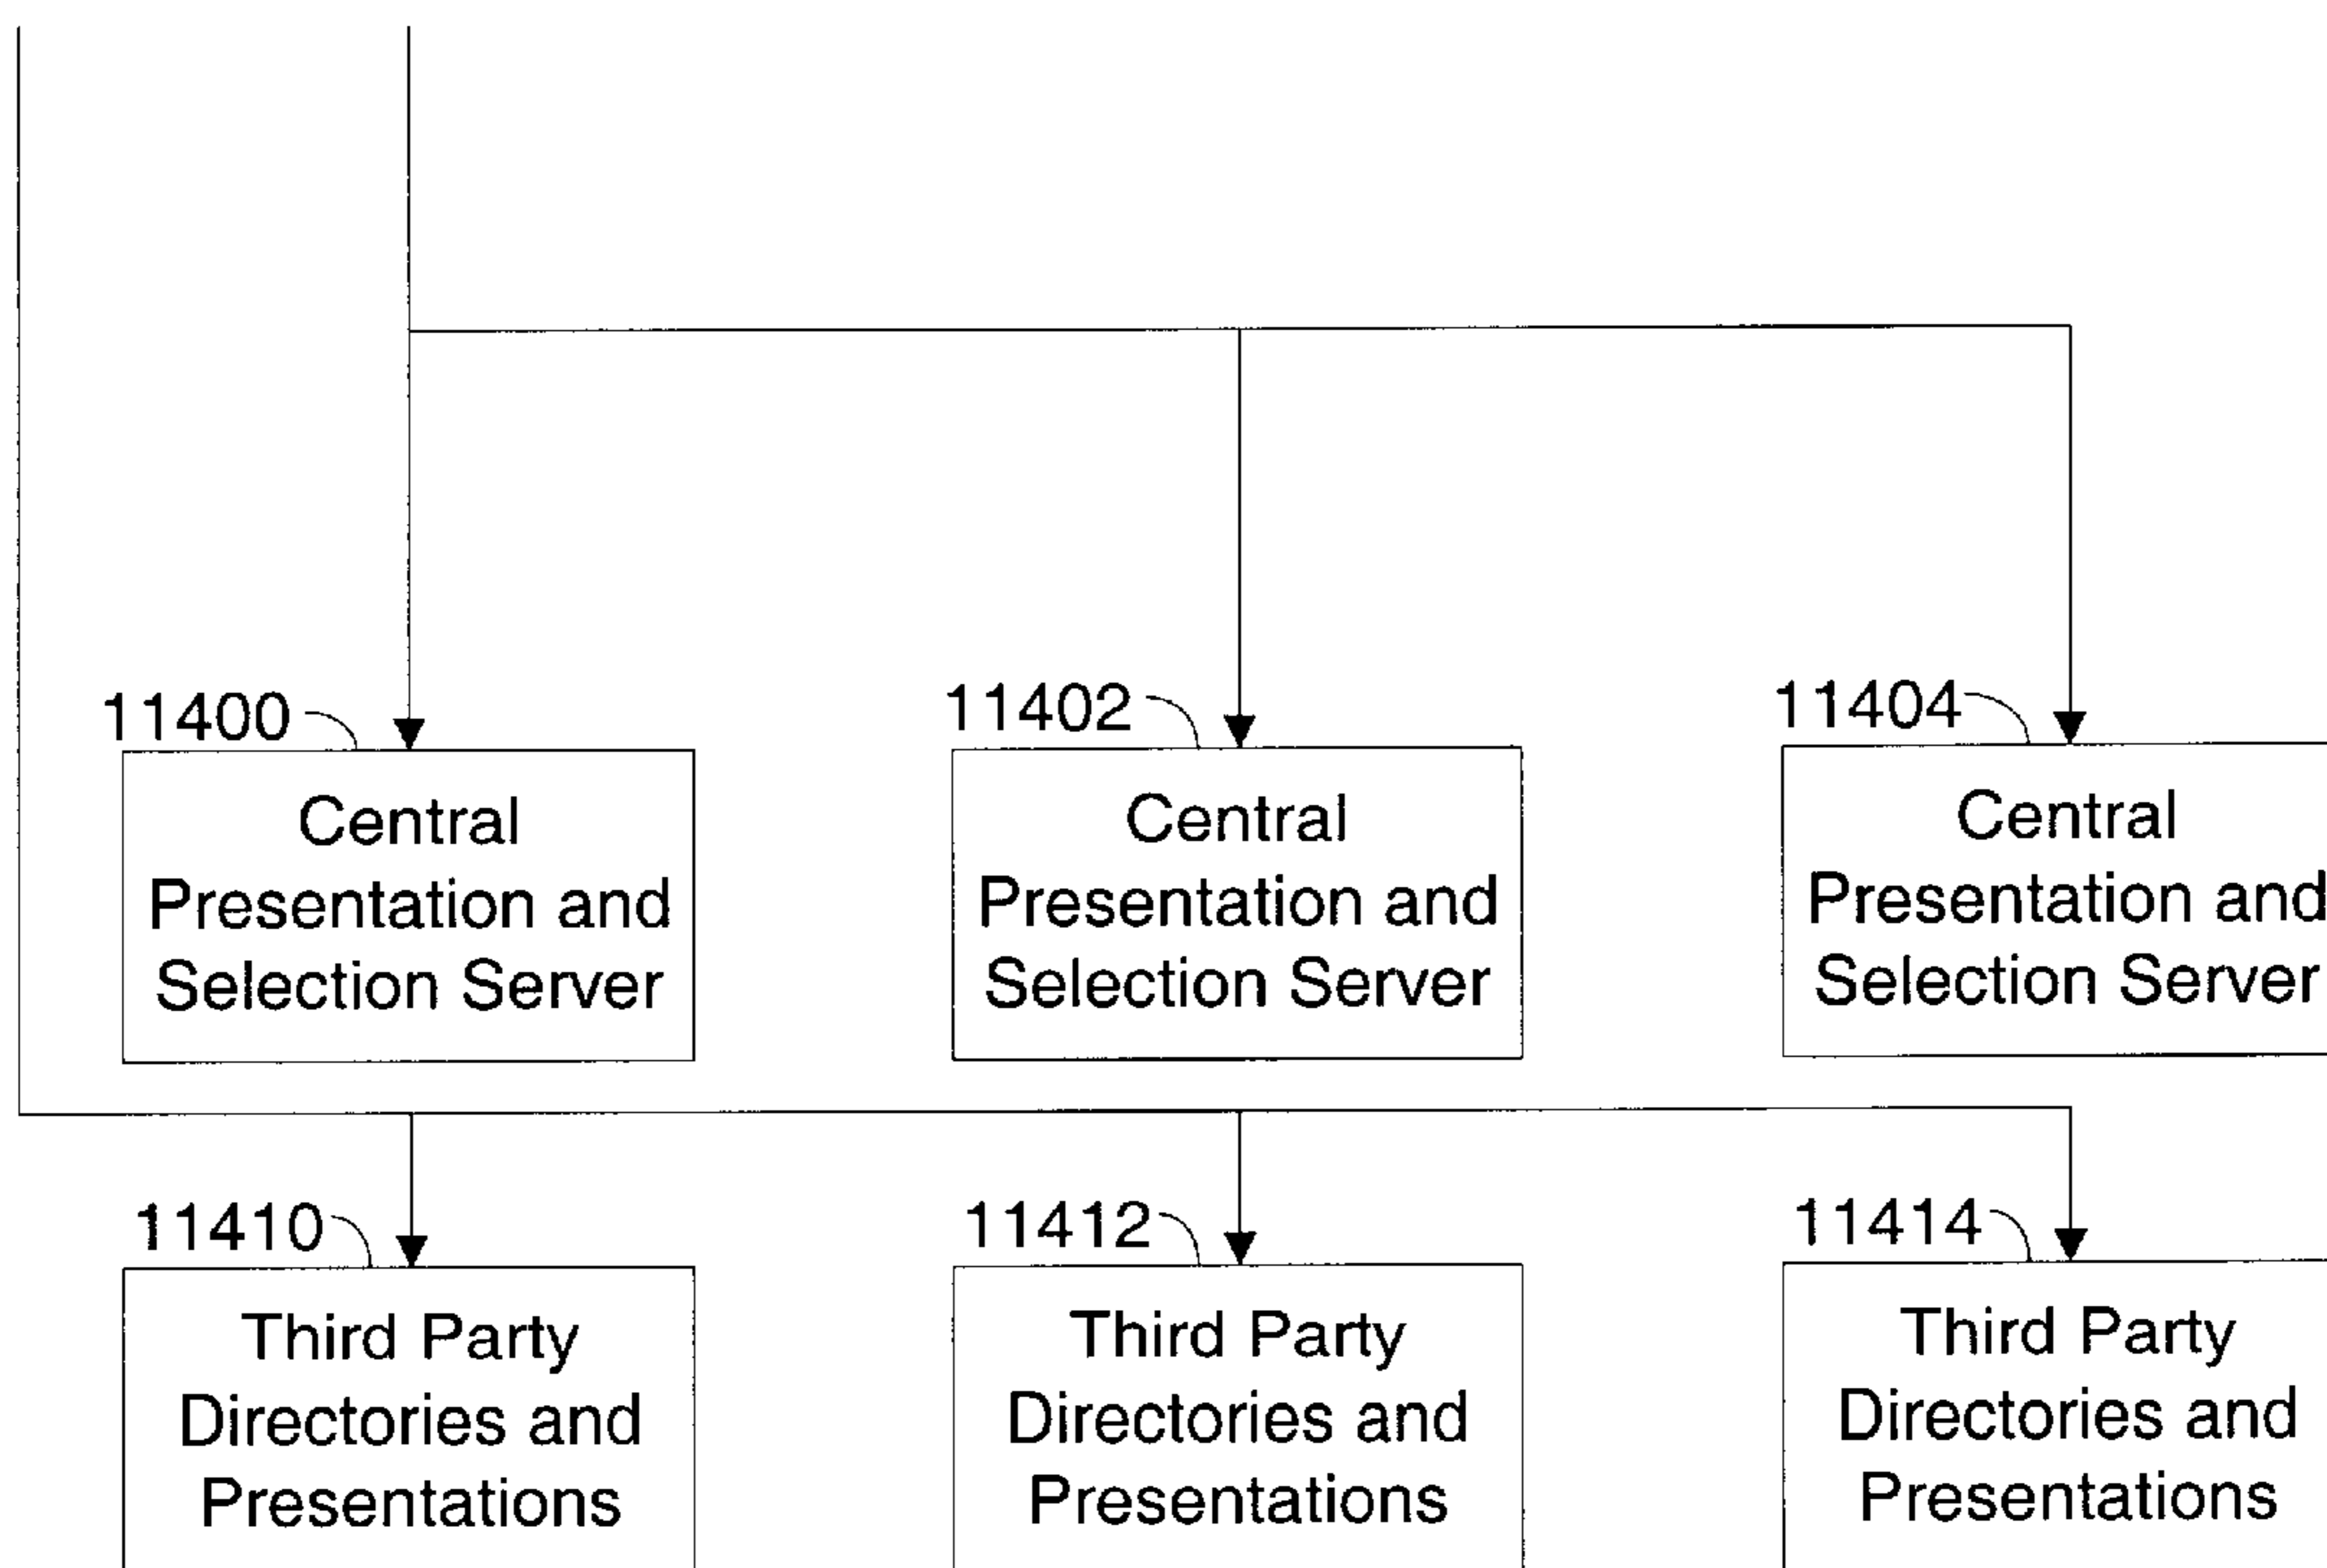 11400
Central
Presentation and
Selection Server
11402
Central
Presentation and
Selection Server
11404
Central
Presentation and
Selection Server
11410
Third Party
Directories and
Presentations
11412
Third Party
Directories and
Presentations
11414
Third Party
Directories and
Presentations